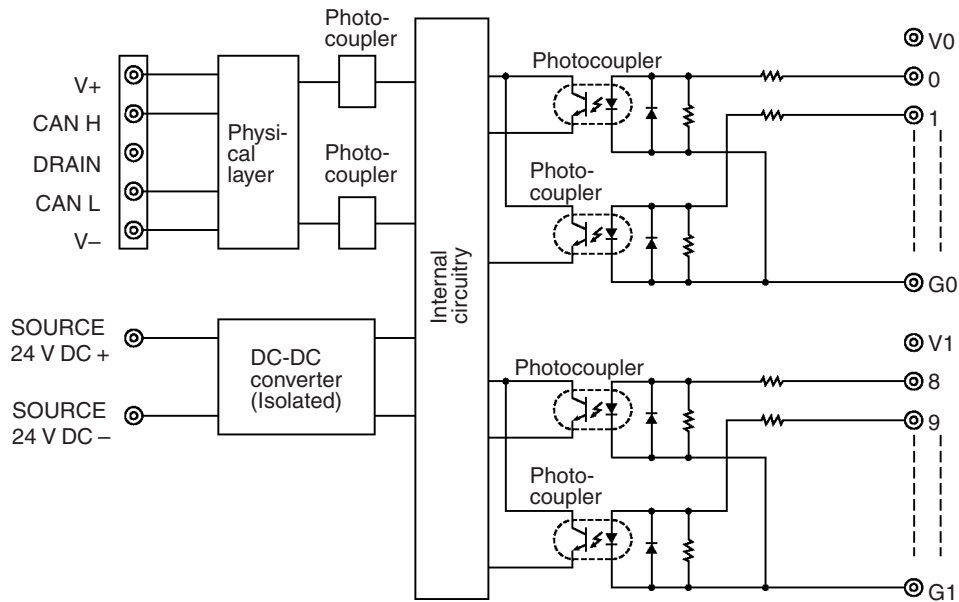 Photo-
coupler
V+
CAN H
DRAIN
CAN L
V–
Physi-
cal
layer
Photo-
coupler
SOURCE
24 V DC +
SOURCE
24 V DC –
DC-DC
converter
(Isolated)
Internal
circuitry
Photocoupler
Photo-
coupler
V0
0
1
G0
Photocoupler
Photo-
coupler
V1
8
9
G1